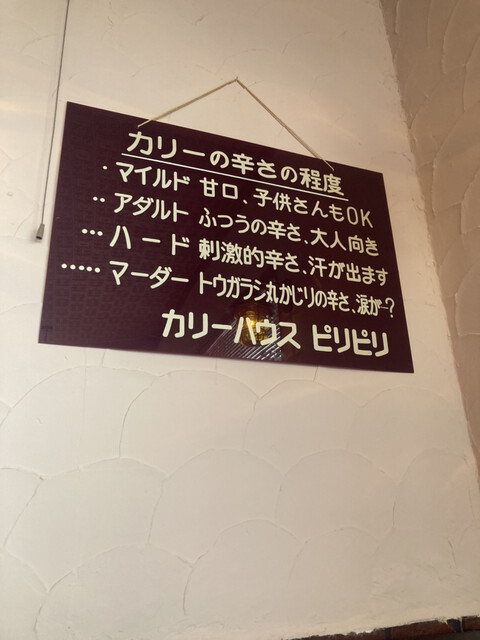 カリーの辛さの程度
・マイルド 甘口、子供さんもOK
・・アダルト ふつうの辛さ、大人向き
・・・ハード 刺激的辛さ、汗が出ます
・・・・・マーダー トウガラシ丸かじりの辛さ、涙が…?
カリーハウス ピリピリ